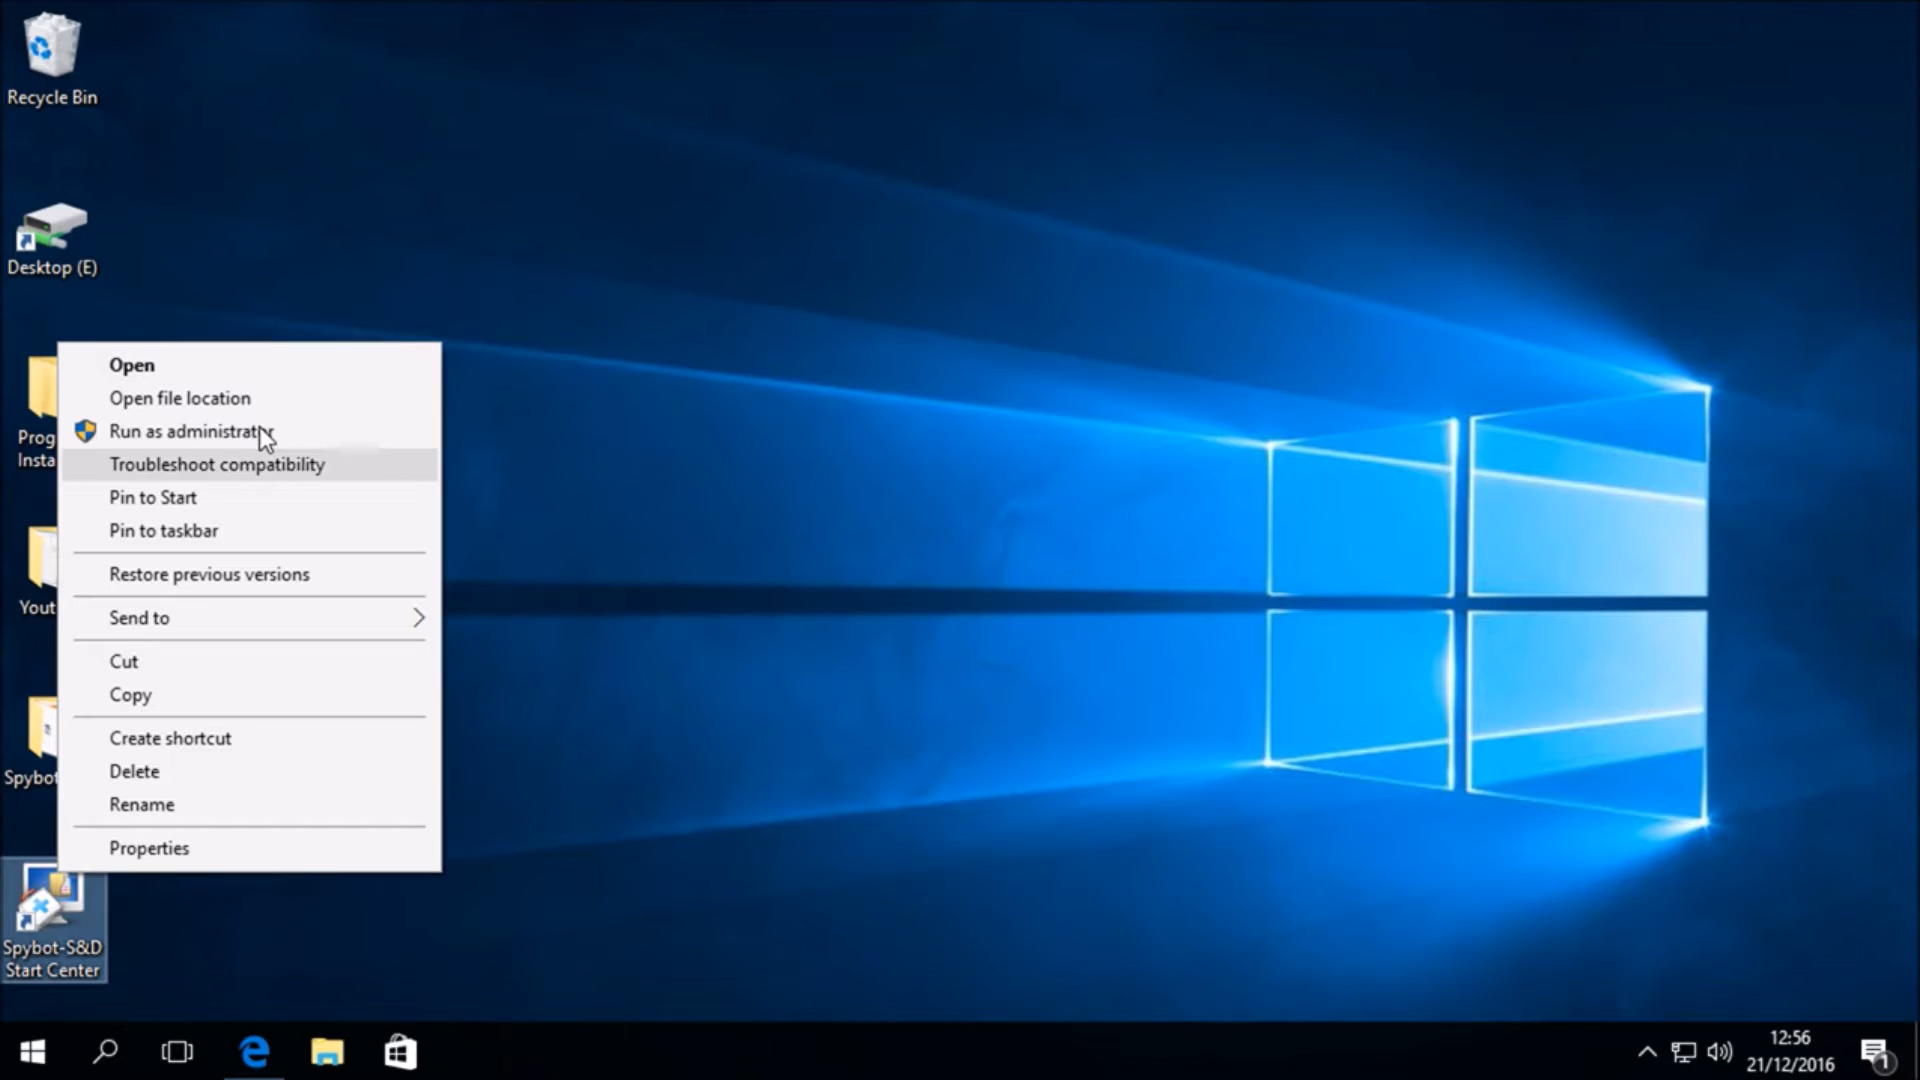 Recycle Bin
Desktop (E)
Prog
Insta
Yout
Spybot
Open
Open file location
Run as administrator
Troubleshoot compatibility
Pin to Start
Pin to taskbar
Restore previous versions
Send to
Cut
Copy
Create shortcut
Delete
Rename
Properties
Spybot-S&D
Start Center
12:56
21/12/2016
1